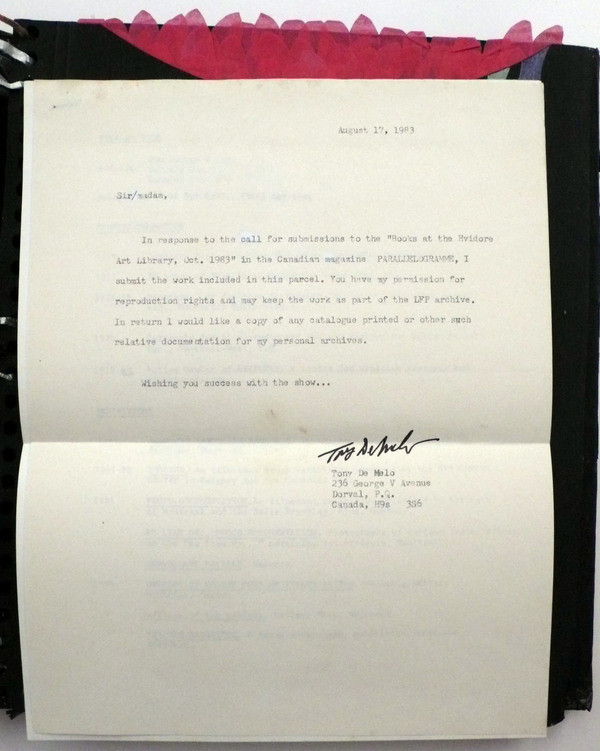 August 17, 1983
Sir/madam,
In response to the call for submissions to the "Books at the Hvidore
Art Library, Oct. 1983" in the Canadian magazine PARALLELOGRAMME, I
submit the work included in this parcel. You have my permission for
reproduction rights and may keep the work as part of the LFP archive.
In return I would like a copy of any catalogue printed or other such
relative documentation for my personal archives.
Wishing you success with the show...
Tony De Melo
Tony De Melo
236 George V Avenue
Dorval, P.Q.
Canada, H9s 3S6